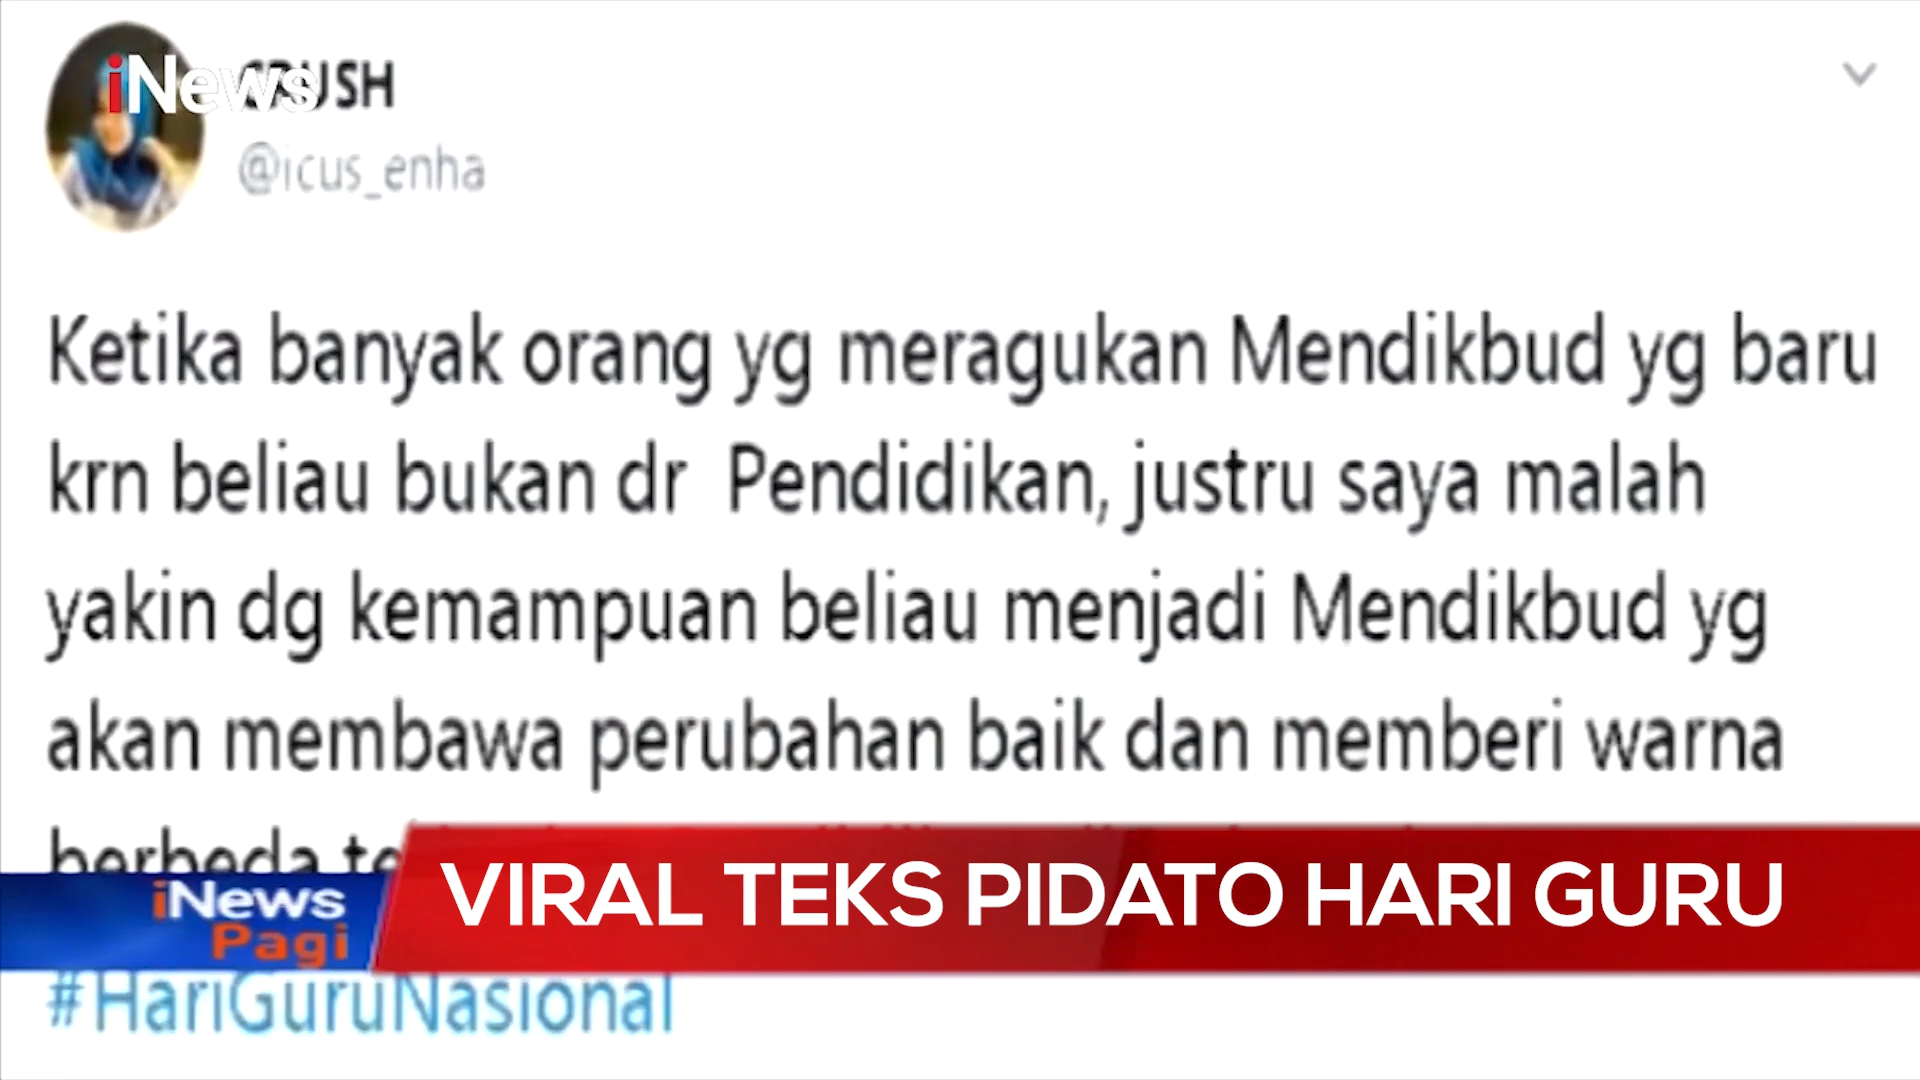 iNews
@icus_enha
Ketika banyak orang yg meragukan Mendikbud yg baru
krn beliau bukan dr Pendidikan, justru saya malah
yakin dg kemampuan beliau menjadi Mendikbud yg
akan membawa perubahan baik dan memberi warna
berbeda
VIRAL TEKS PIDATO HARI GURU
iNews
Pagi
#HariGuruNasional